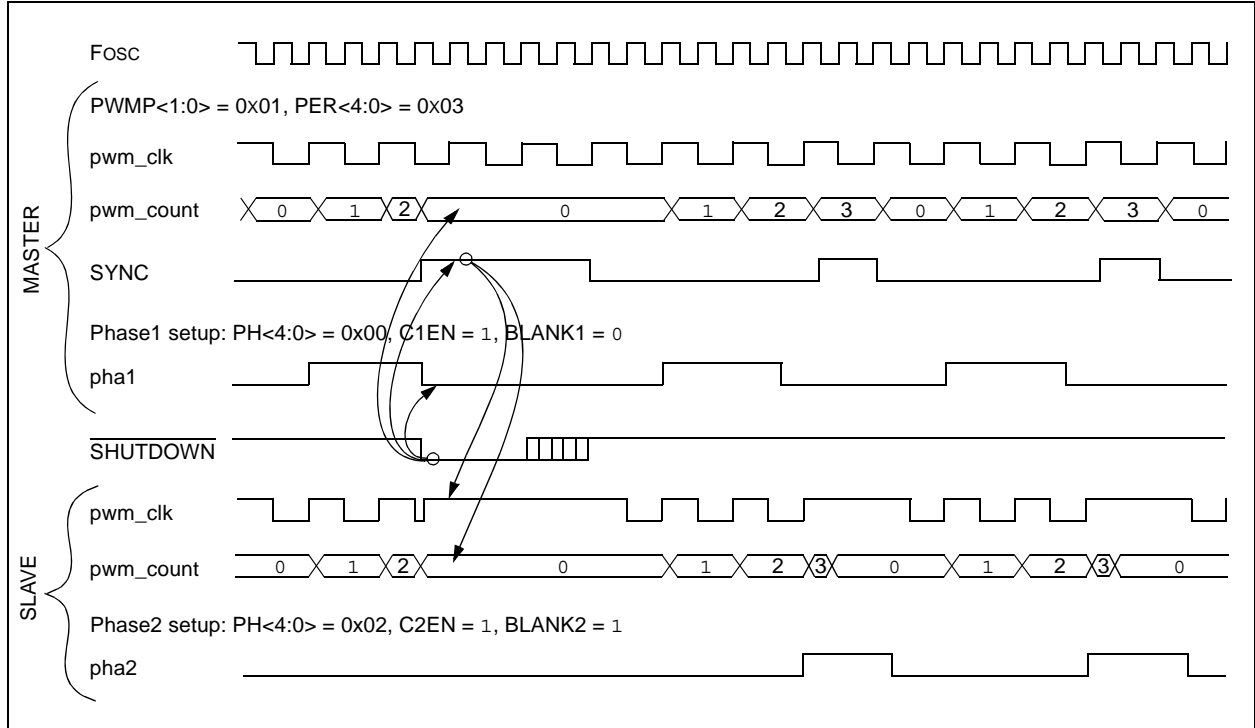 FOSC
MASTER
PWMP<1:0> = 0X01, PER<4:0> = 0X03
pwm_clk
pwm_count 0 1 2 0 1 2 3 0 1 2 3 0
SYNC
Phase1 setup: PH<4:0> = 0x00, C1EN = 1, BLANK1 = 0
pha1
SHUTDOWN
SLAVE
pwm_clk
pwm_count 0 1 2 0 1 2 3 0 1 2 3 0
Phase2 setup: PH<4:0> = 0x02, C2EN = 1, BLANK2 = 1
pha2